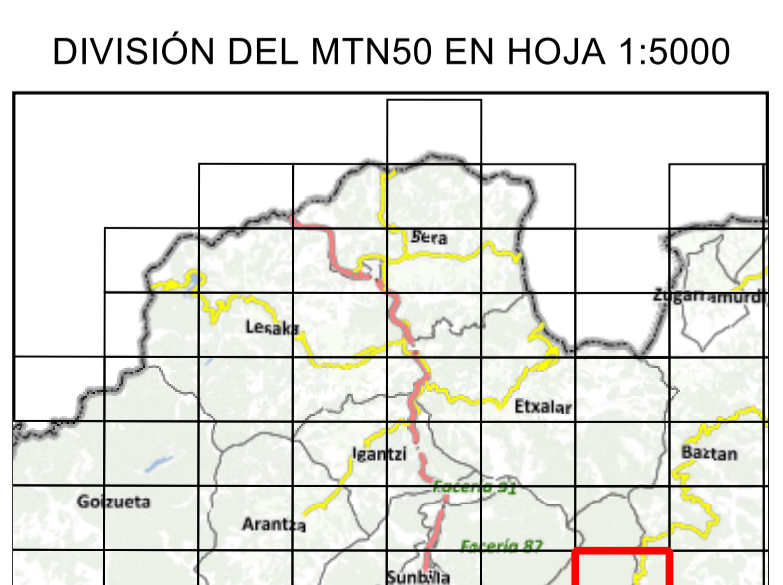 DIVISIÓN DEL MTN50 EN HOJA 1:5000
Bera
Zugarramurdi
Lesaka
Etxalar
Igantzi
Baztan
Facería 91
Goizueta
Arantza
Facería 87
Sunbilla